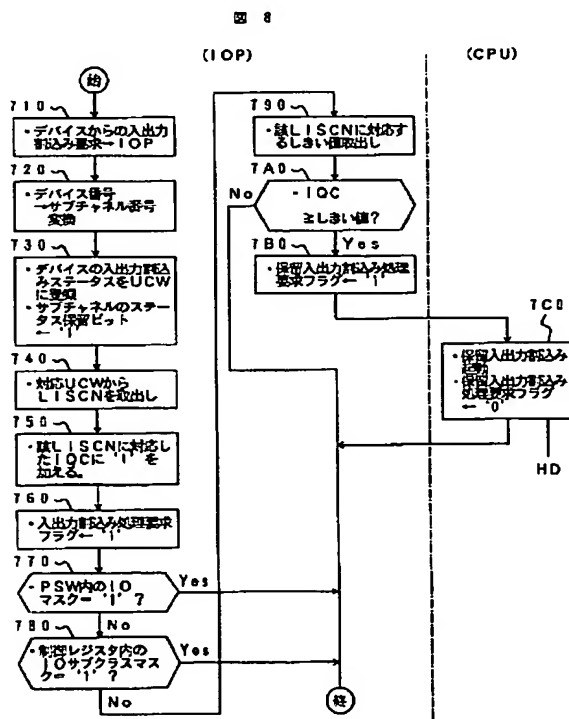 図 8
(IOP)
(CPU)
始
710
・デバイスからの入出力
割込み要求→IOP
720
・デバイス番号
→サブチャネル番号
変換
730
・デバイスの入出力割込
みステータスをUCW
に登録
・サブチャネルのステー
タス保留ビット
←'1'
740
・対応UCWから
LISCNを取出し
750
・該LISCNに対応し
たIQCに'1'を
加える。
760
・入出力割込み処理要求
フラグ←'1'
770
・PSW内のIO
マスク='1'?
Yes
No
780
・制御レジスタ内の
IOサブクラスマス
ク='1'?
Yes
No
790
・該LISCNに対応す
るしきい値取出し
7A0
No
・IQC
≧しきい値?
Yes
7B0
・保留入出力割込み処理
要求フラグ←'1'
7C0
・保留入出力割込み
起動
・保留入出力割込み
処理要求フラグ
←'0'
HD
終